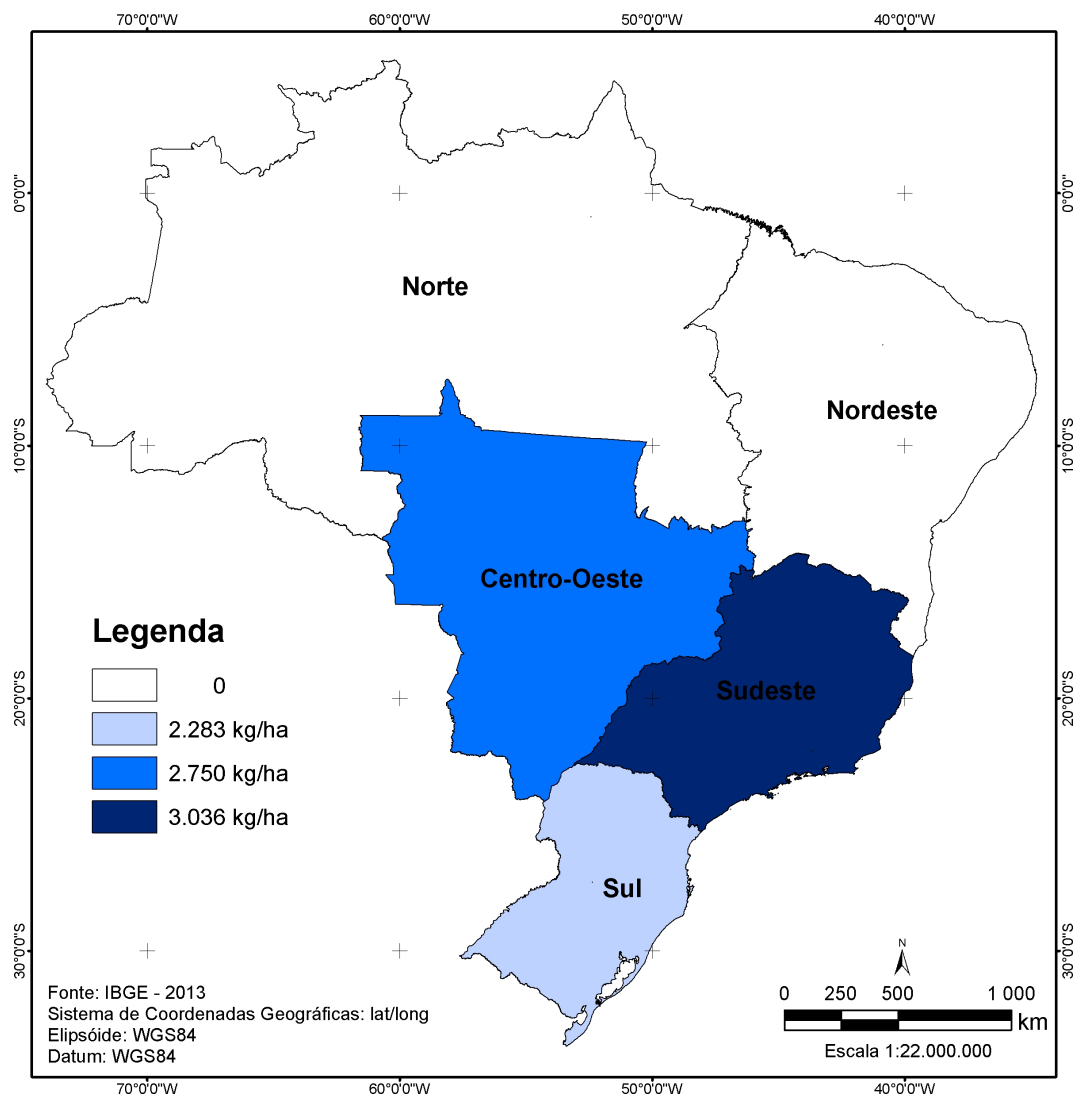 70°0'0"W 60°0'0"W 50°0'0"W 40°0'0"W
0°0'0"
0°0'0"
10°0'0"S
10°0'0"S
20°0'0"S
20°0'0"S
30°0'0"S
30°0'0"S
Norte
Nordeste
Centro-Oeste
Sudeste
Sul
Legenda
0
2.283 kg/ha
2.750 kg/ha
3.036 kg/ha
Fonte: IBGE - 2013
Sistema de Coordenadas Geográficas: lat/long
Elipsóide: WGS84
Datum: WGS84
N
0 250 500 1 000
km
Escala 1:22.000.000
70°0'0"W 60°0'0"W 50°0'0"W 40°0'0"W